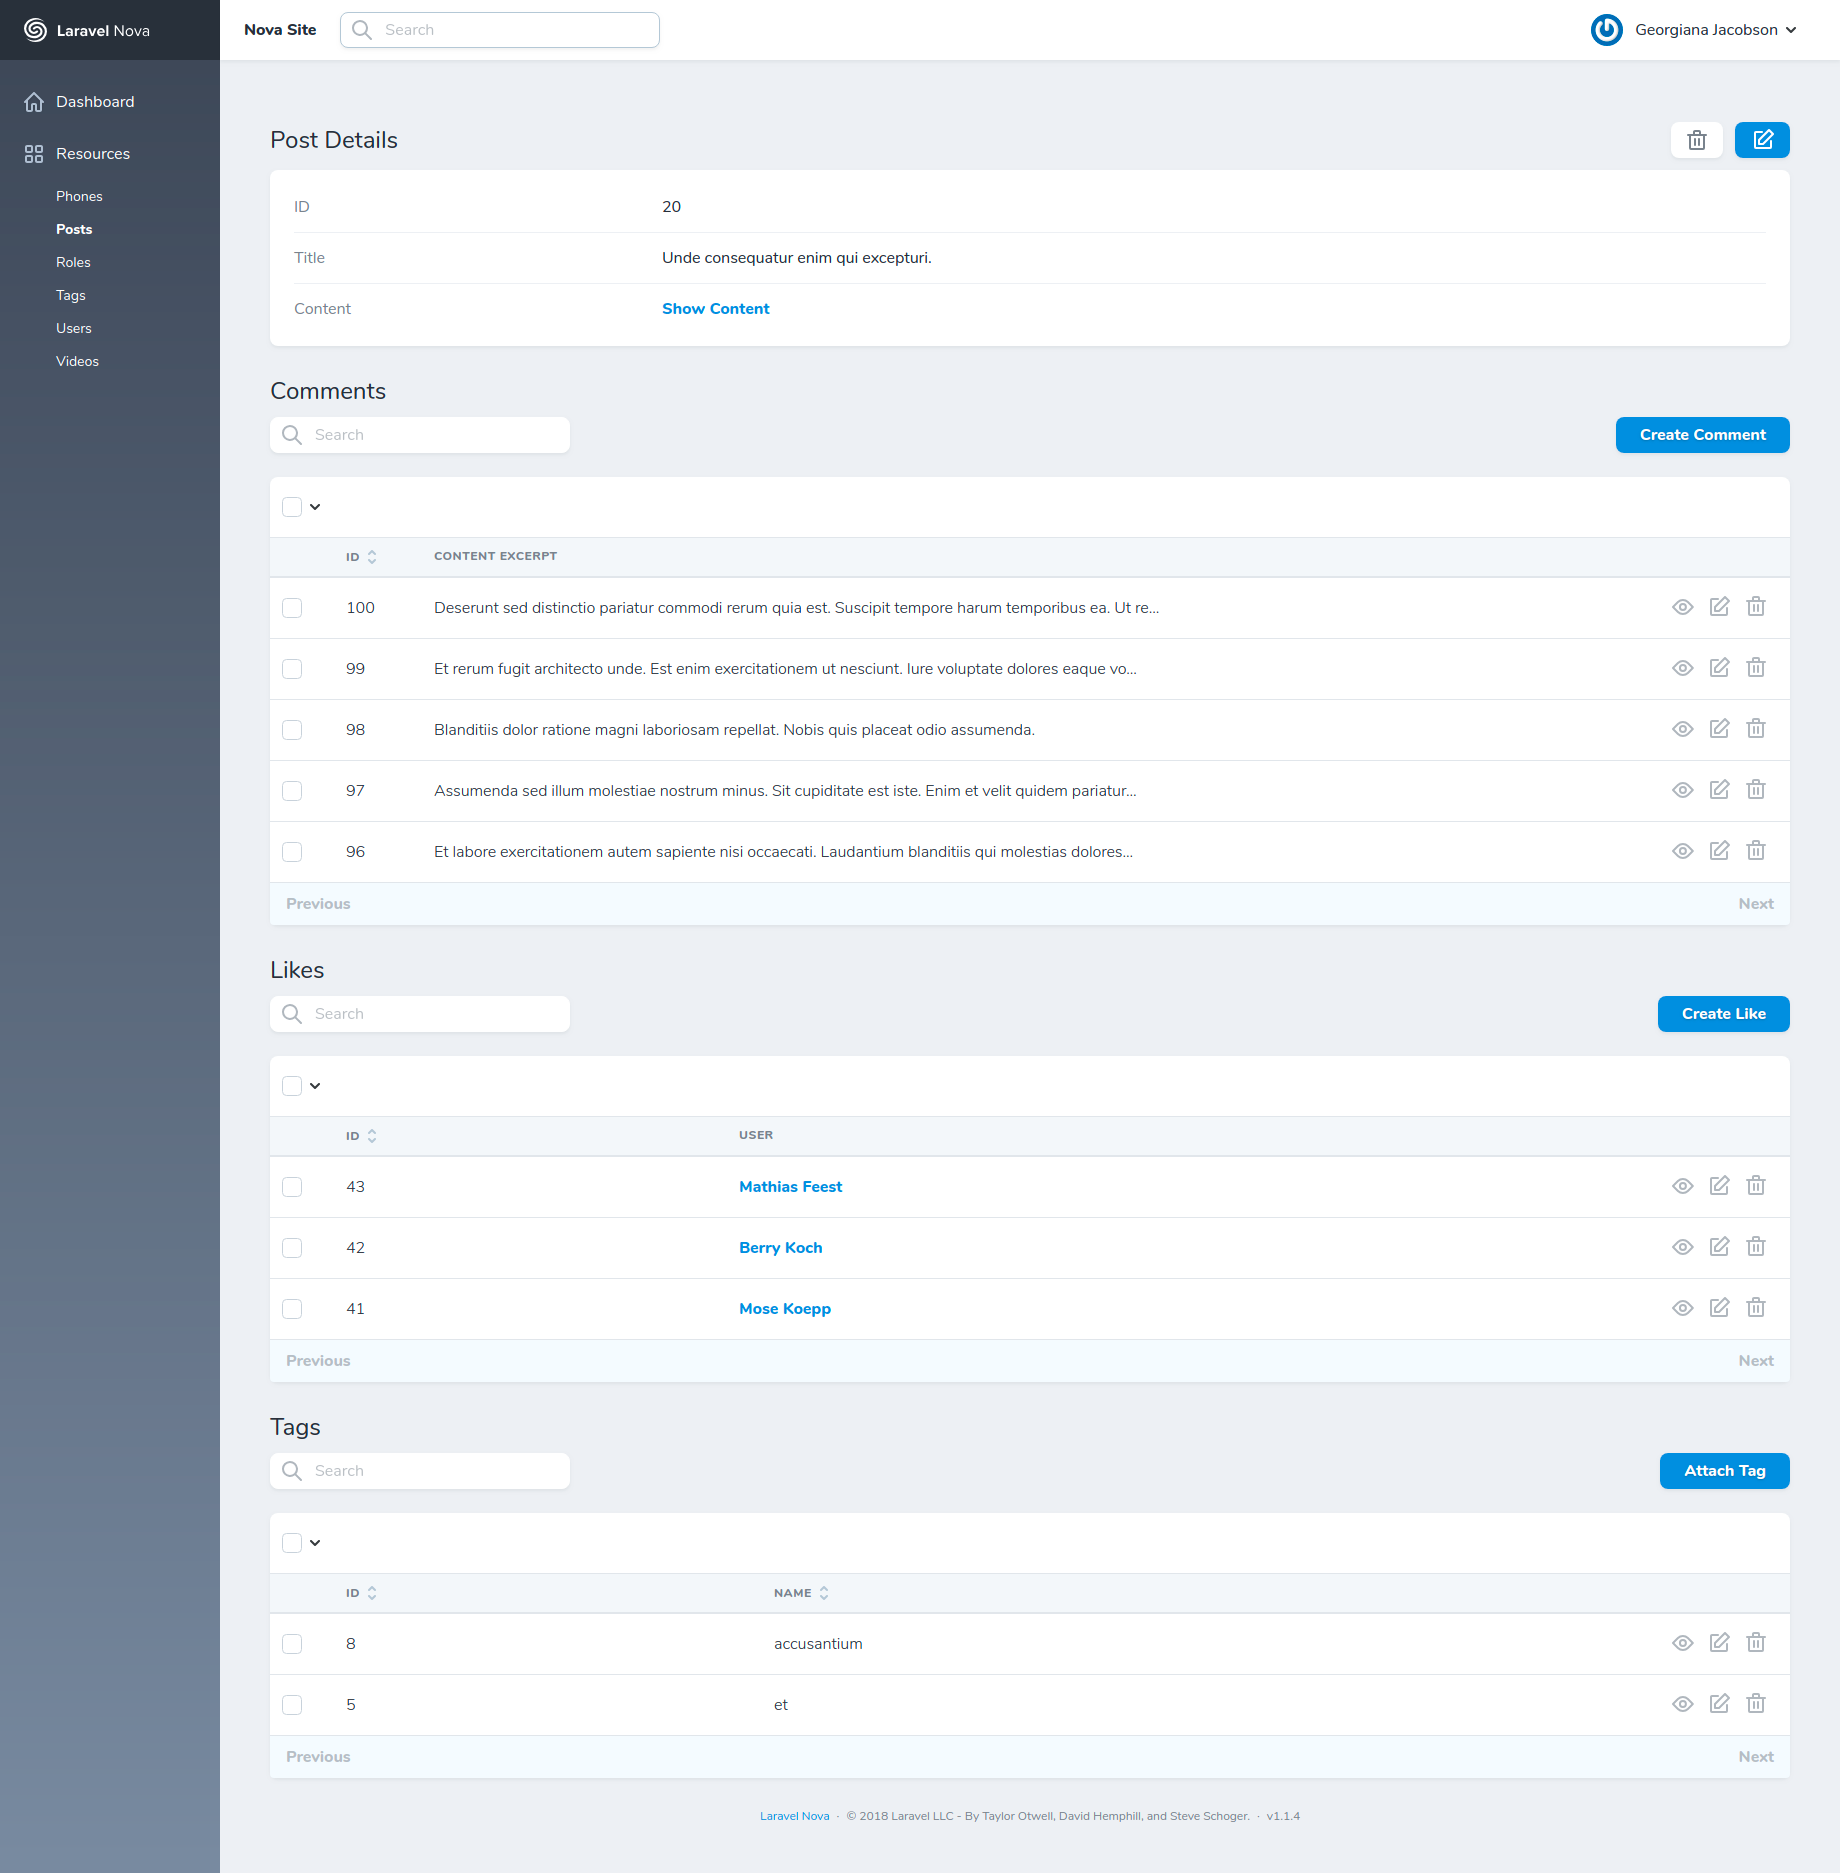 Laravel Nova
Nova Site
Search
Georgiana Jacobson
Dashboard
Resources
Phones
Posts
Roles
Tags
Users
Videos
Post Details
ID 20
Title Unde consequatur enim qui excepturi.
Content Show Content
Comments
Search
Create Comment
ID CONTENT EXCERPT
100 Deserunt sed distinctio pariatur commodi rerum quia est. Suscipit tempore harum temporibus ea. Ut re...
99 Et rerum fugit architecto unde. Est enim exercitationem ut nesciunt. Iure voluptate dolores eaque vo...
98 Blanditiis dolor ratione magni laboriosam repellat. Nobis quis placeat odio assumenda.
97 Assumenda sed illum molestiae nostrum minus. Sit cupiditate est iste. Enim et velit quidem pariatur...
96 Et labore exercitationem autem sapiente nisi occaecati. Laudantium blanditiis qui molestias dolores...
Previous Next
Likes
Search
Create Like
ID USER
43 Mathias Feest
42 Berry Koch
41 Mose Koepp
Previous Next
Tags
Search
Attach Tag
ID NAME
8 accusantium
5 et
Previous Next
Laravel Nova · © 2018 Laravel LLC - By Taylor Otwell, David Hemphill, and Steve Schoger. · v1.1.4